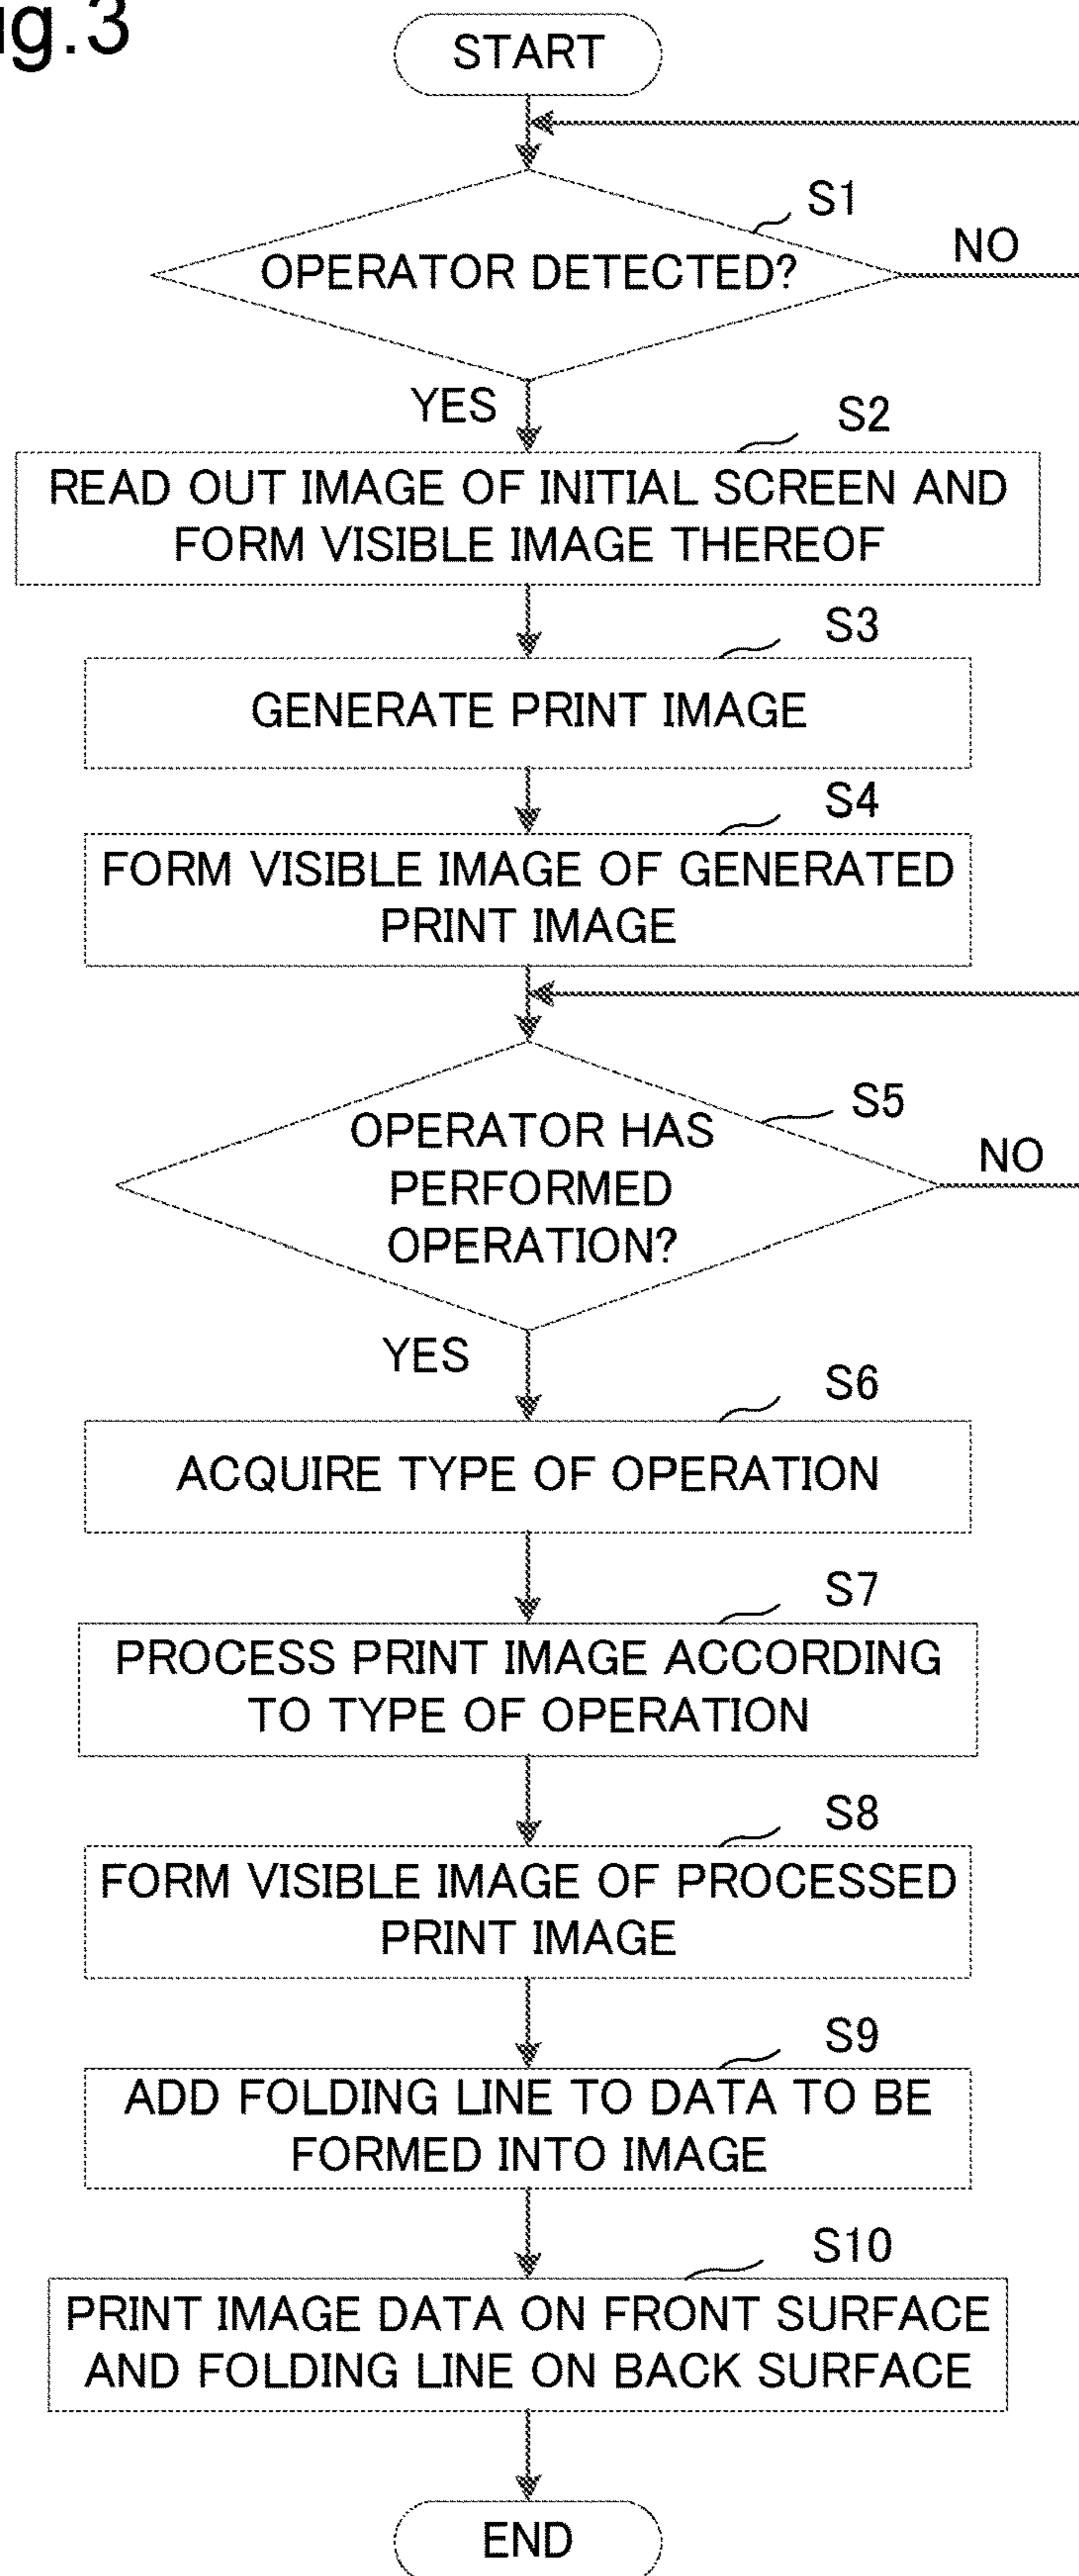 ig.3
START
S1
OPERATOR DETECTED?
NO
YES
S2
READ OUT IMAGE OF INITIAL SCREEN AND
FORM VISIBLE IMAGE THEREOF
S3
GENERATE PRINT IMAGE
S4
FORM VISIBLE IMAGE OF GENERATED
PRINT IMAGE
S5
OPERATOR HAS
PERFORMED
OPERATION?
NO
YES
S6
ACQUIRE TYPE OF OPERATION
S7
PROCESS PRINT IMAGE ACCORDING
TO TYPE OF OPERATION
S8
FORM VISIBLE IMAGE OF PROCESSED
PRINT IMAGE
S9
ADD FOLDING LINE TO DATA TO BE
FORMED INTO IMAGE
S10
PRINT IMAGE DATA ON FRONT SURFACE
AND FOLDING LINE ON BACK SURFACE
END